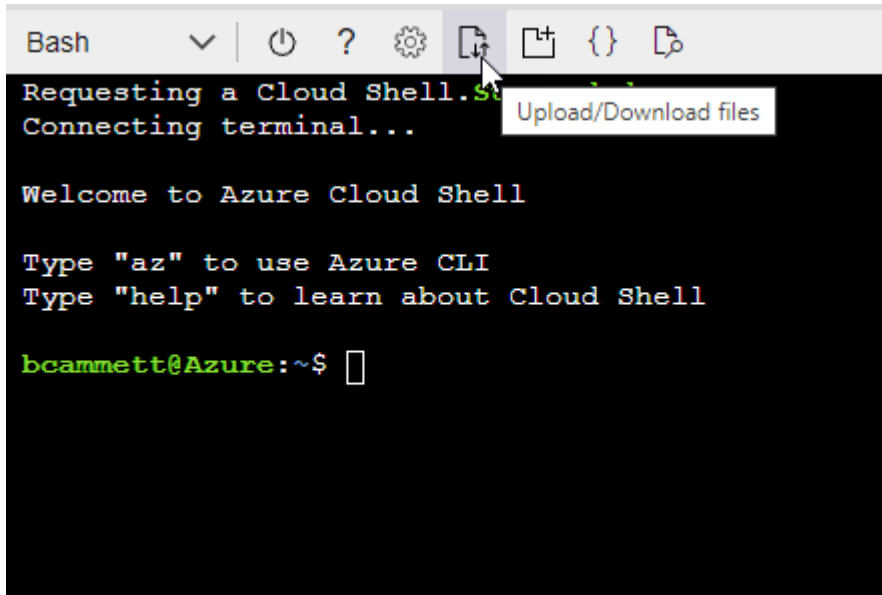 Bash
Requesting a Cloud Shell.
Upload/Download files
Connecting terminal...
Welcome to Azure Cloud Shell
Type "az" to use Azure CLI
Type "help" to learn about Cloud Shell
bcammett@Azure:~$